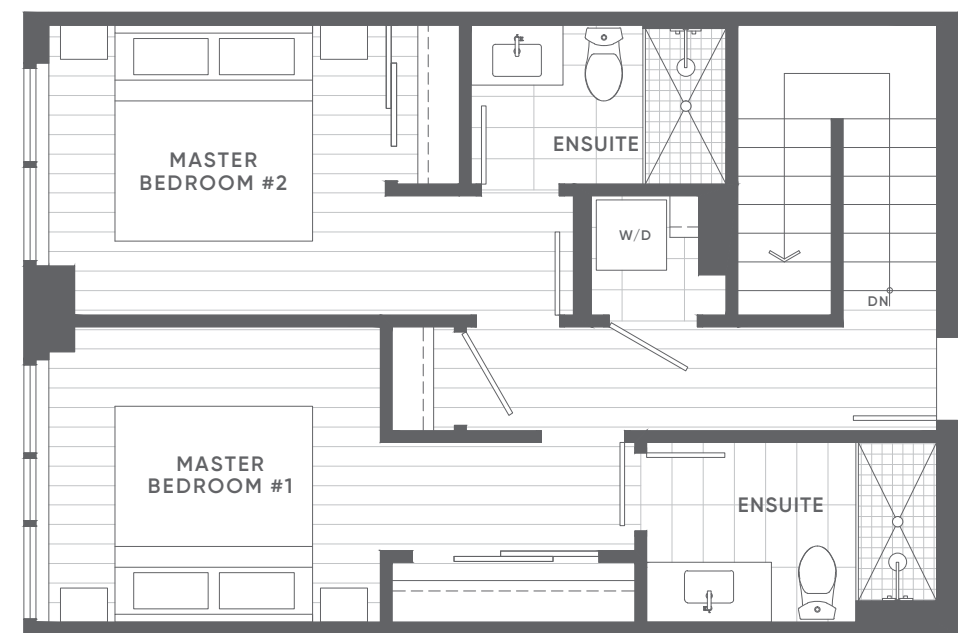 MASTER
BEDROOM #2
ENSUITE
W/D
DN
MASTER
BEDROOM #1
ENSUITE